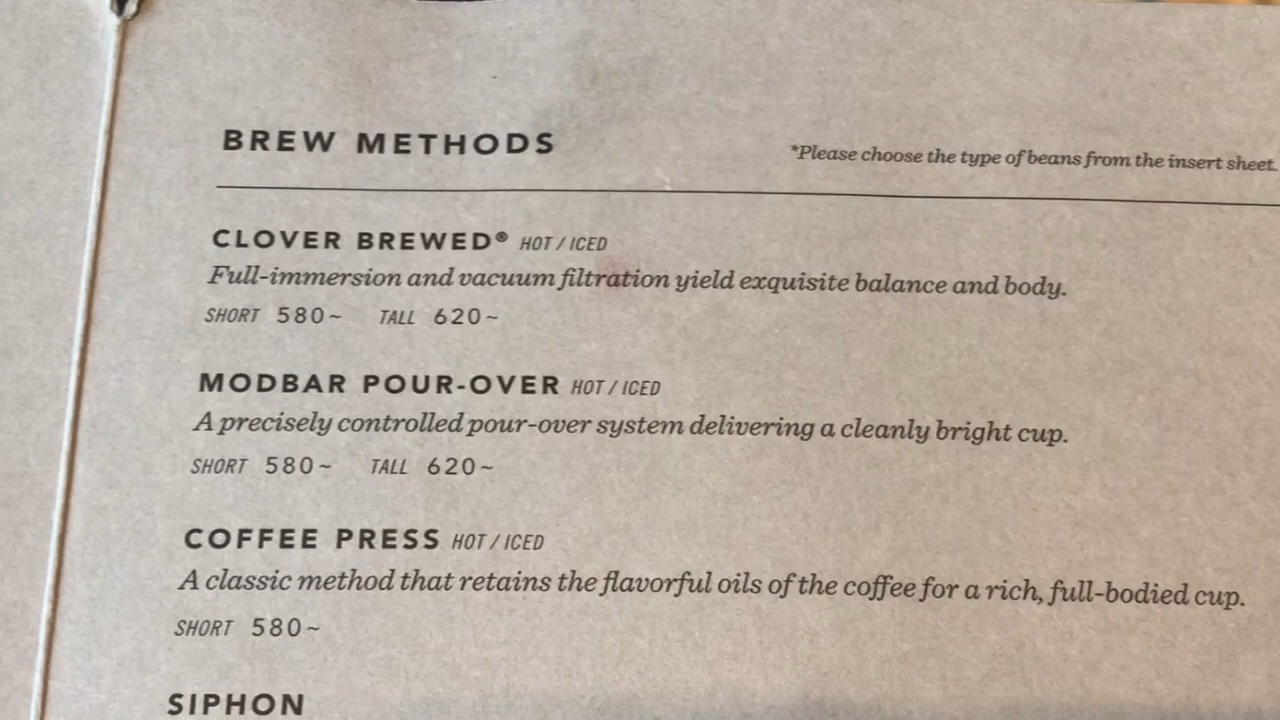 BREW METHODS
*Please choose the type of beans from the insert sheet.
CLOVER BREWED® HOT / ICED
Full-immersion and vacuum filtration yield exquisite balance and body.
SHORT 580~ TALL 620~
MODBAR POUR-OVER HOT / ICED
A precisely controlled pour-over system delivering a cleanly bright cup.
SHORT 580~ TALL 620~
COFFEE PRESS HOT / ICED
A classic method that retains the flavorful oils of the coffee for a rich, full-bodied cup.
SHORT 580~
SIPHON